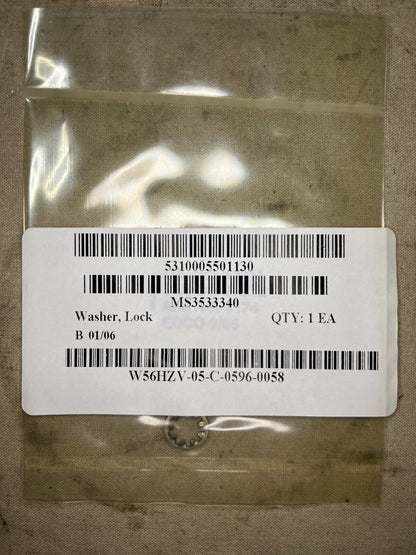 5310005501130
MS3533340
Washer, Lock QTY: 1 EA
B 01/06
W56HZV-05-C-0596-0058